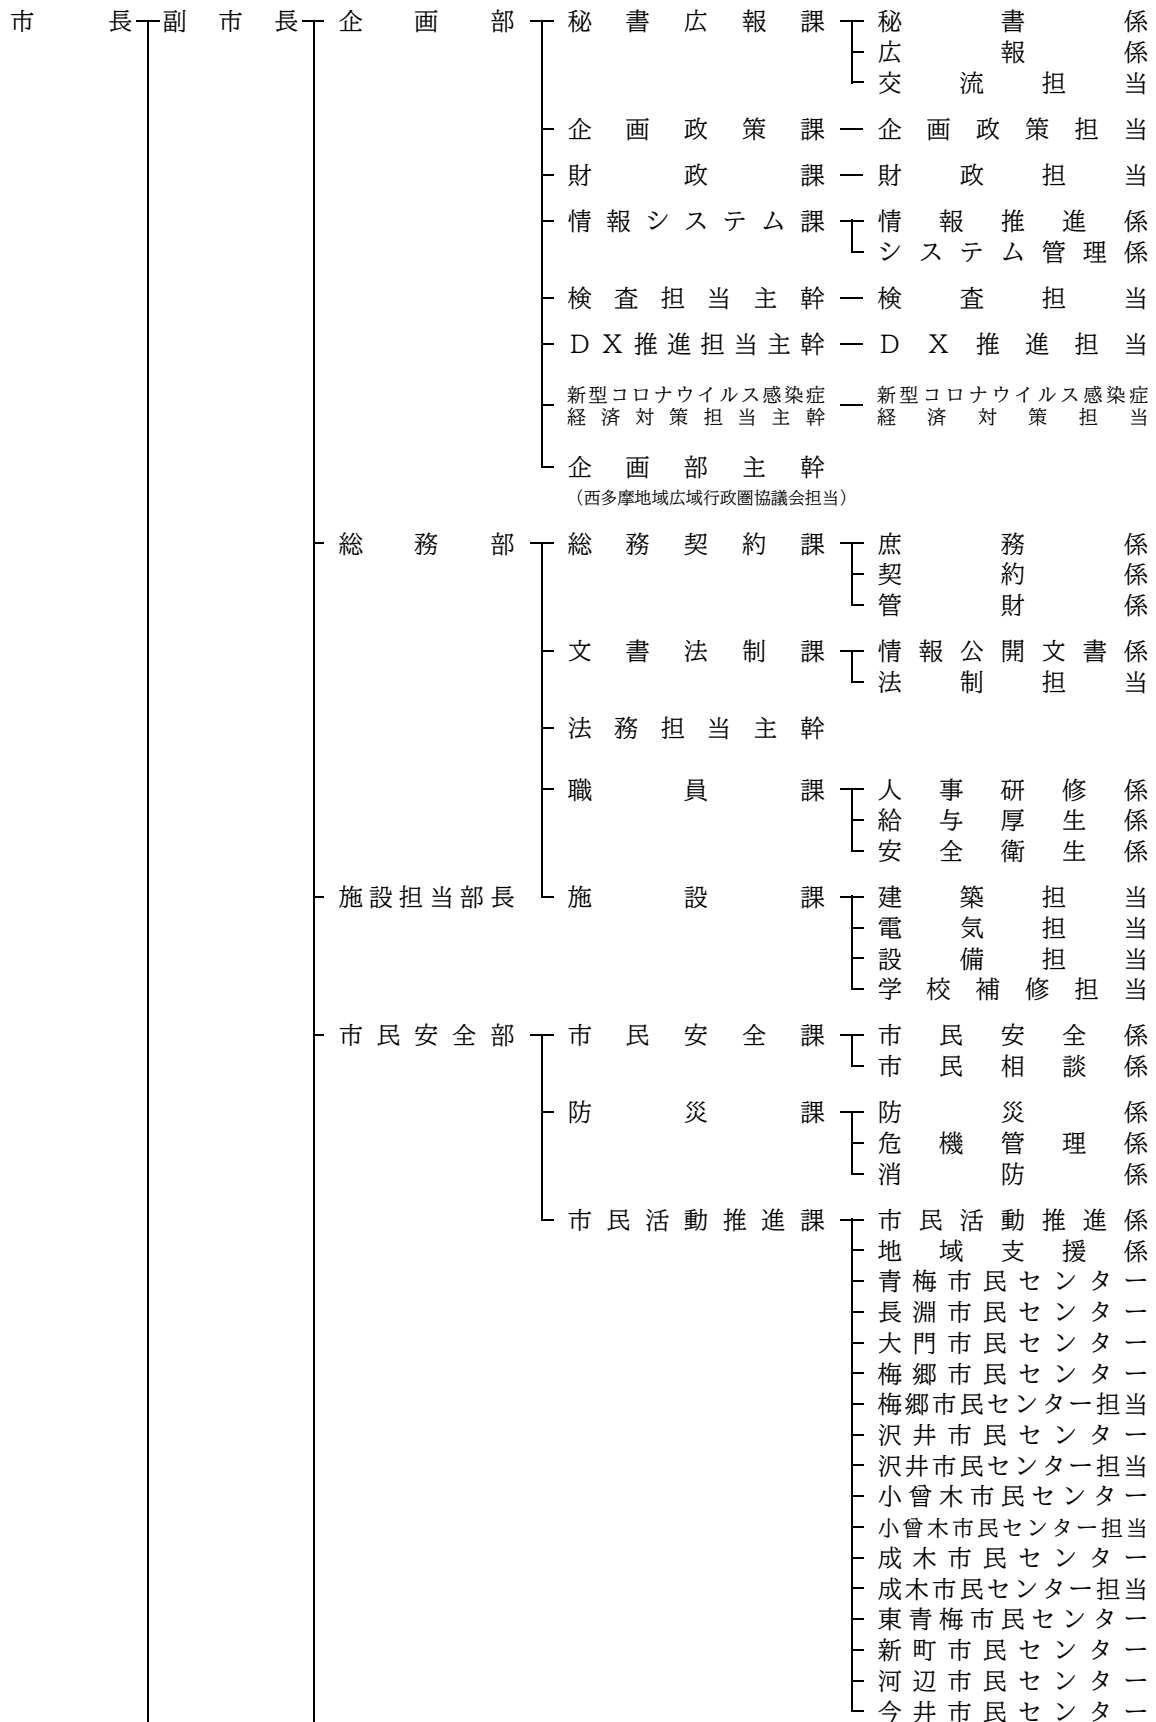 市長 副市長 企画部 秘書広報課 秘書係
広報係
交流担当
企画政策課 企画政策担当
財政課 財政担当
情報システム課 情報推進係
システム管理係
検査担当主幹 検査担当
ＤＸ推進担当主幹 ＤＸ推進担当
新型コロナウイルス感染症 新型コロナウイルス感染症
経済対策担当主幹 経済対策担当
企画部主幹
（西多摩地域広域行政圏協議会担当）
総務部 総務契約課 庶務係
契約係
管財係
文書法制課 情報公開文書係
法制担当
法務担当主幹
職員課 人事研修係
給与厚生係
安全衛生係
施設担当部長 施設課 建築担当
電気担当
設備担当
学校補修担当
市民安全部 市民安全課 市民安全係
市民相談係
防災課 防災係
危機管理係
消防係
市民活動推進課 市民活動推進係
地域支援係
青梅市民センター
長淵市民センター
大門市民センター
梅郷市民センター
梅郷市民センター担当
沢井市民センター
沢井市民センター担当
小曾木市民センター
小曾木市民センター担当
成木市民センター
成木市民センター担当
東青梅市民センター
新町市民センター
河辺市民センター
今井市民センター